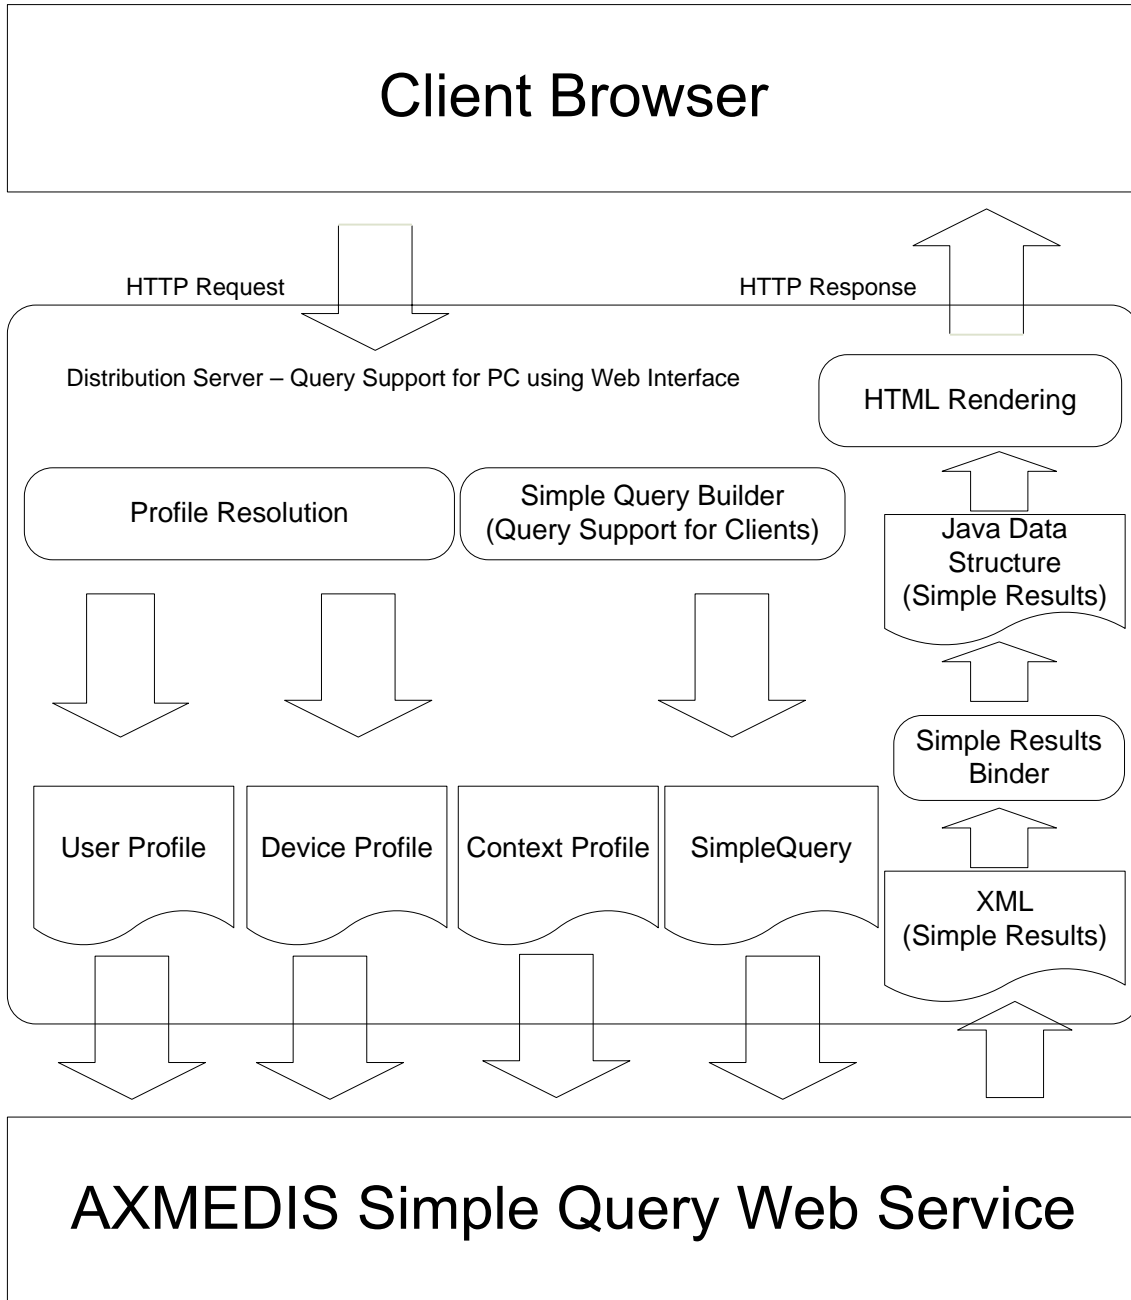 Client Browser
HTTP Request
HTTP Response
Distribution Server – Query Support for PC using Web Interface
HTML Rendering
Profile Resolution
Simple Query Builder
(Query Support for Clients)
Java Data
Structure
(Simple Results)
Simple Results
Binder
User Profile
Device Profile
Context Profile
SimpleQuery
XML
(Simple Results)
AXMEDIS Simple Query Web Service